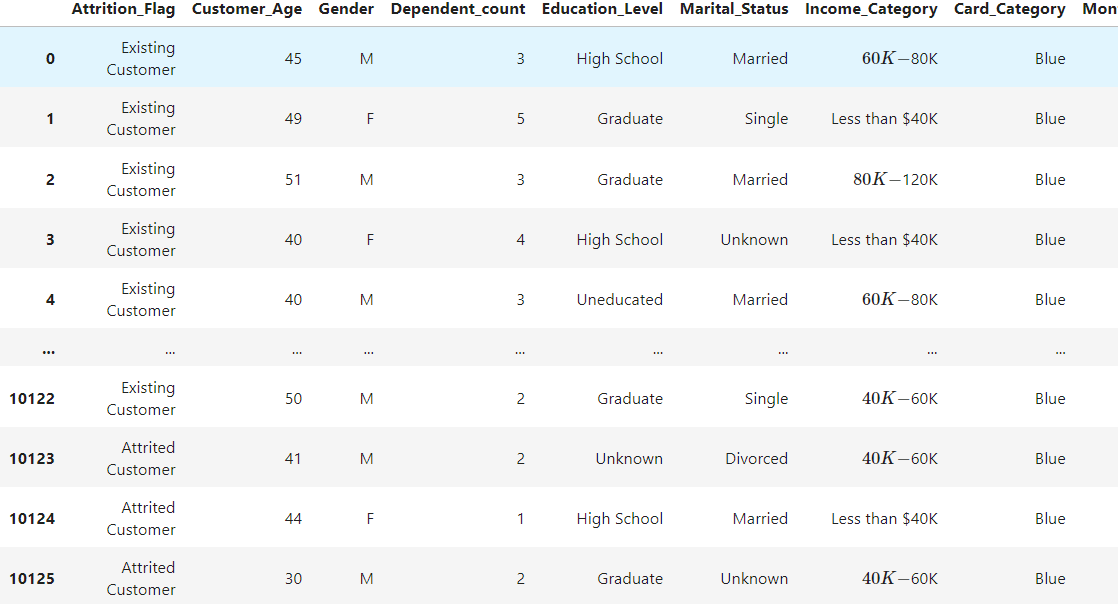 Attrition_Flag Customer_Age Gender Dependent_count Education_Level Marital_Status Income_Category Card_Category Mon
0 Existing Customer 45 M 3 High School Married 60K−80K Blue
1 Existing Customer 49 F 5 Graduate Single Less than $40K Blue
2 Existing Customer 51 M 3 Graduate Married 80K−120K Blue
3 Existing Customer 40 F 4 High School Unknown Less than $40K Blue
4 Existing Customer 40 M 3 Uneducated Married 60K−80K Blue
... ... ... ... ... ... ... ... ...
10122 Existing Customer 50 M 2 Graduate Single 40K−60K Blue
10123 Attrited Customer 41 M 2 Unknown Divorced 40K−60K Blue
10124 Attrited Customer 44 F 1 High School Married Less than $40K Blue
10125 Attrited Customer 30 M 2 Graduate Unknown 40K−60K Blue